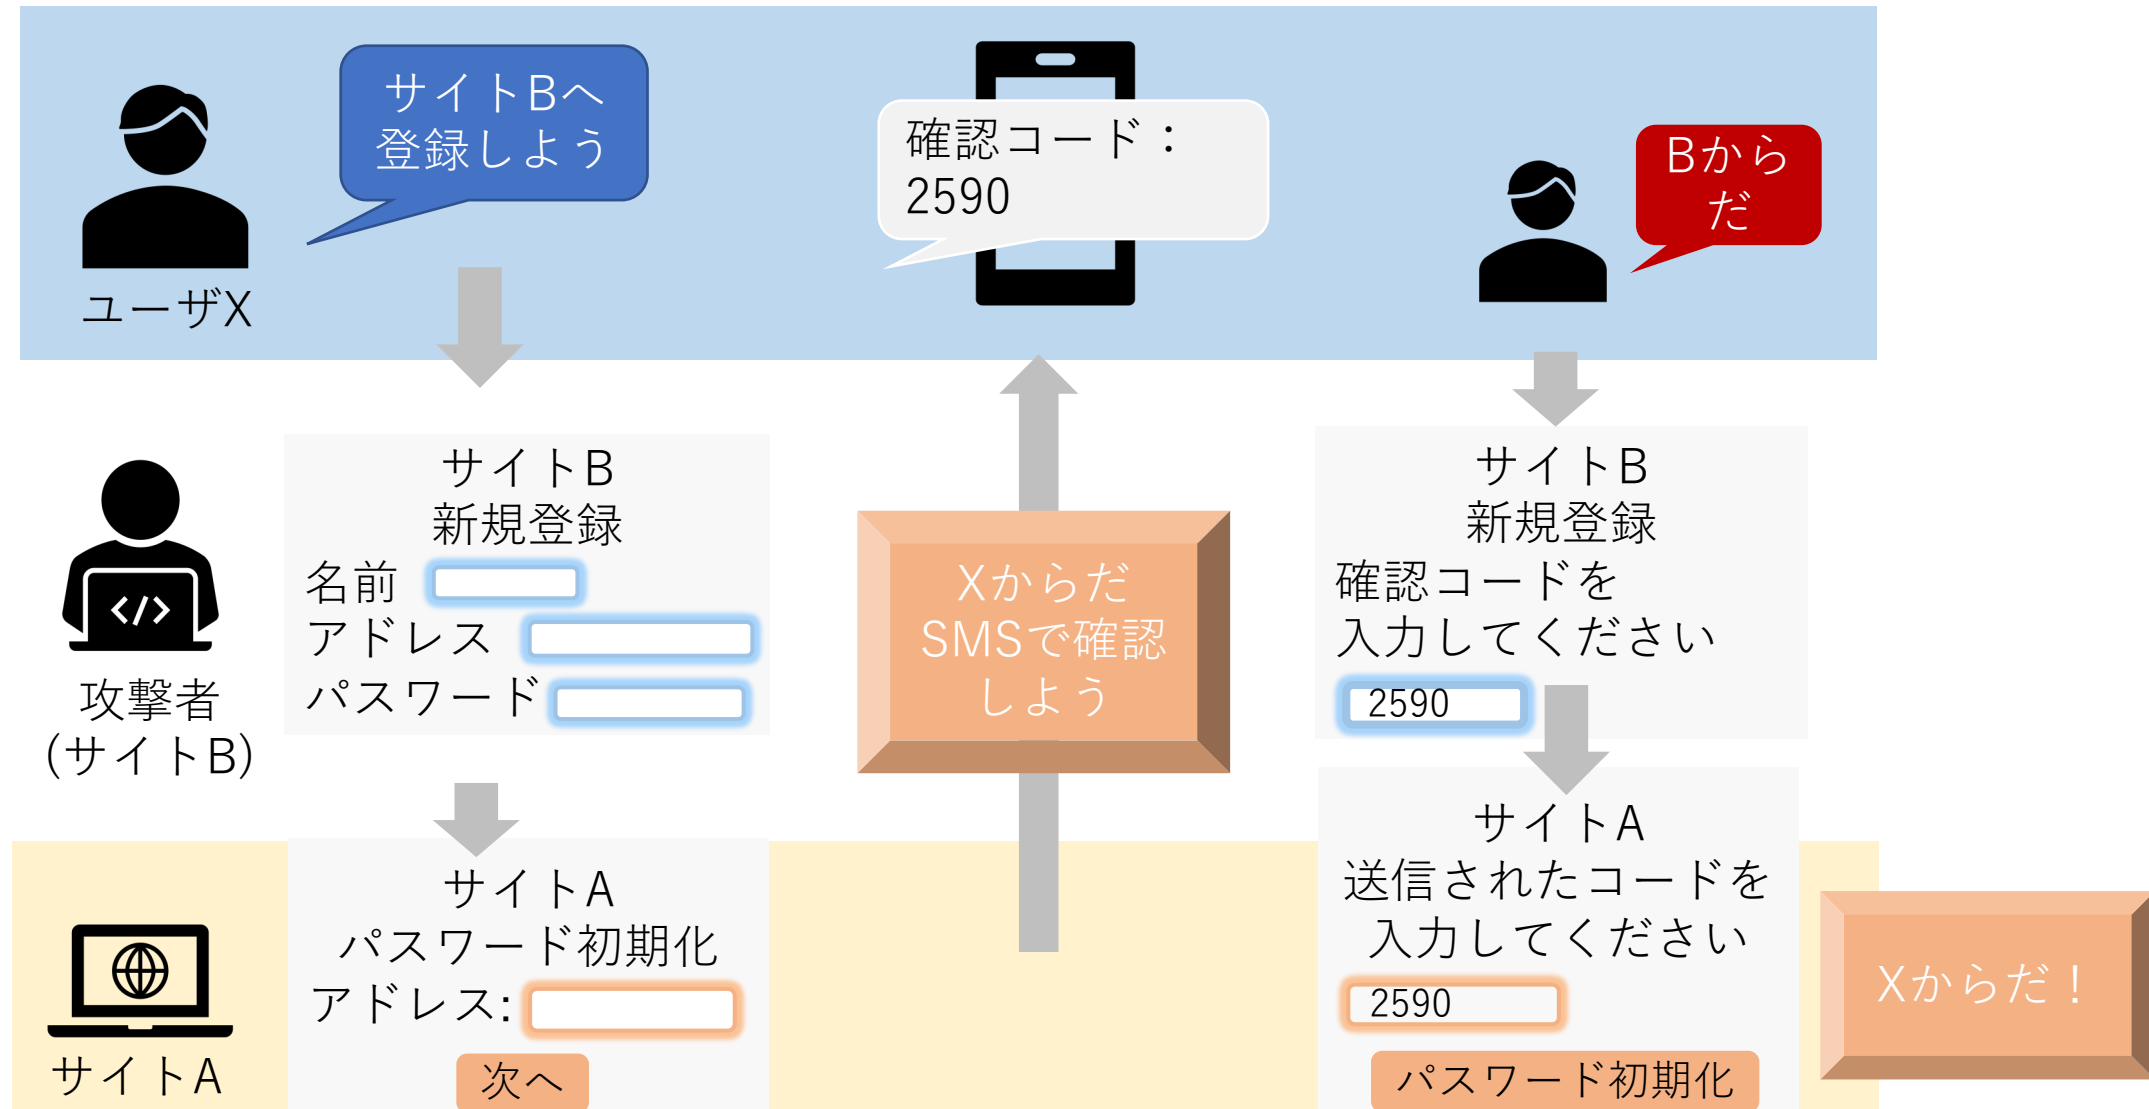 サイトBへ
登録しよう
ユーザX
確認コード：
2590
Bから
だ
攻撃者
(サイトB)
サイトB
新規登録
名前
アドレス
パスワード
Xからだ
SMSで確認
しよう
サイトB
新規登録
確認コードを
入力してください
2590
サイトA
サイトA
パスワード初期化
アドレス:
次へ
サイトA
送信されたコードを
入力してください
2590
パスワード初期化
Xからだ！